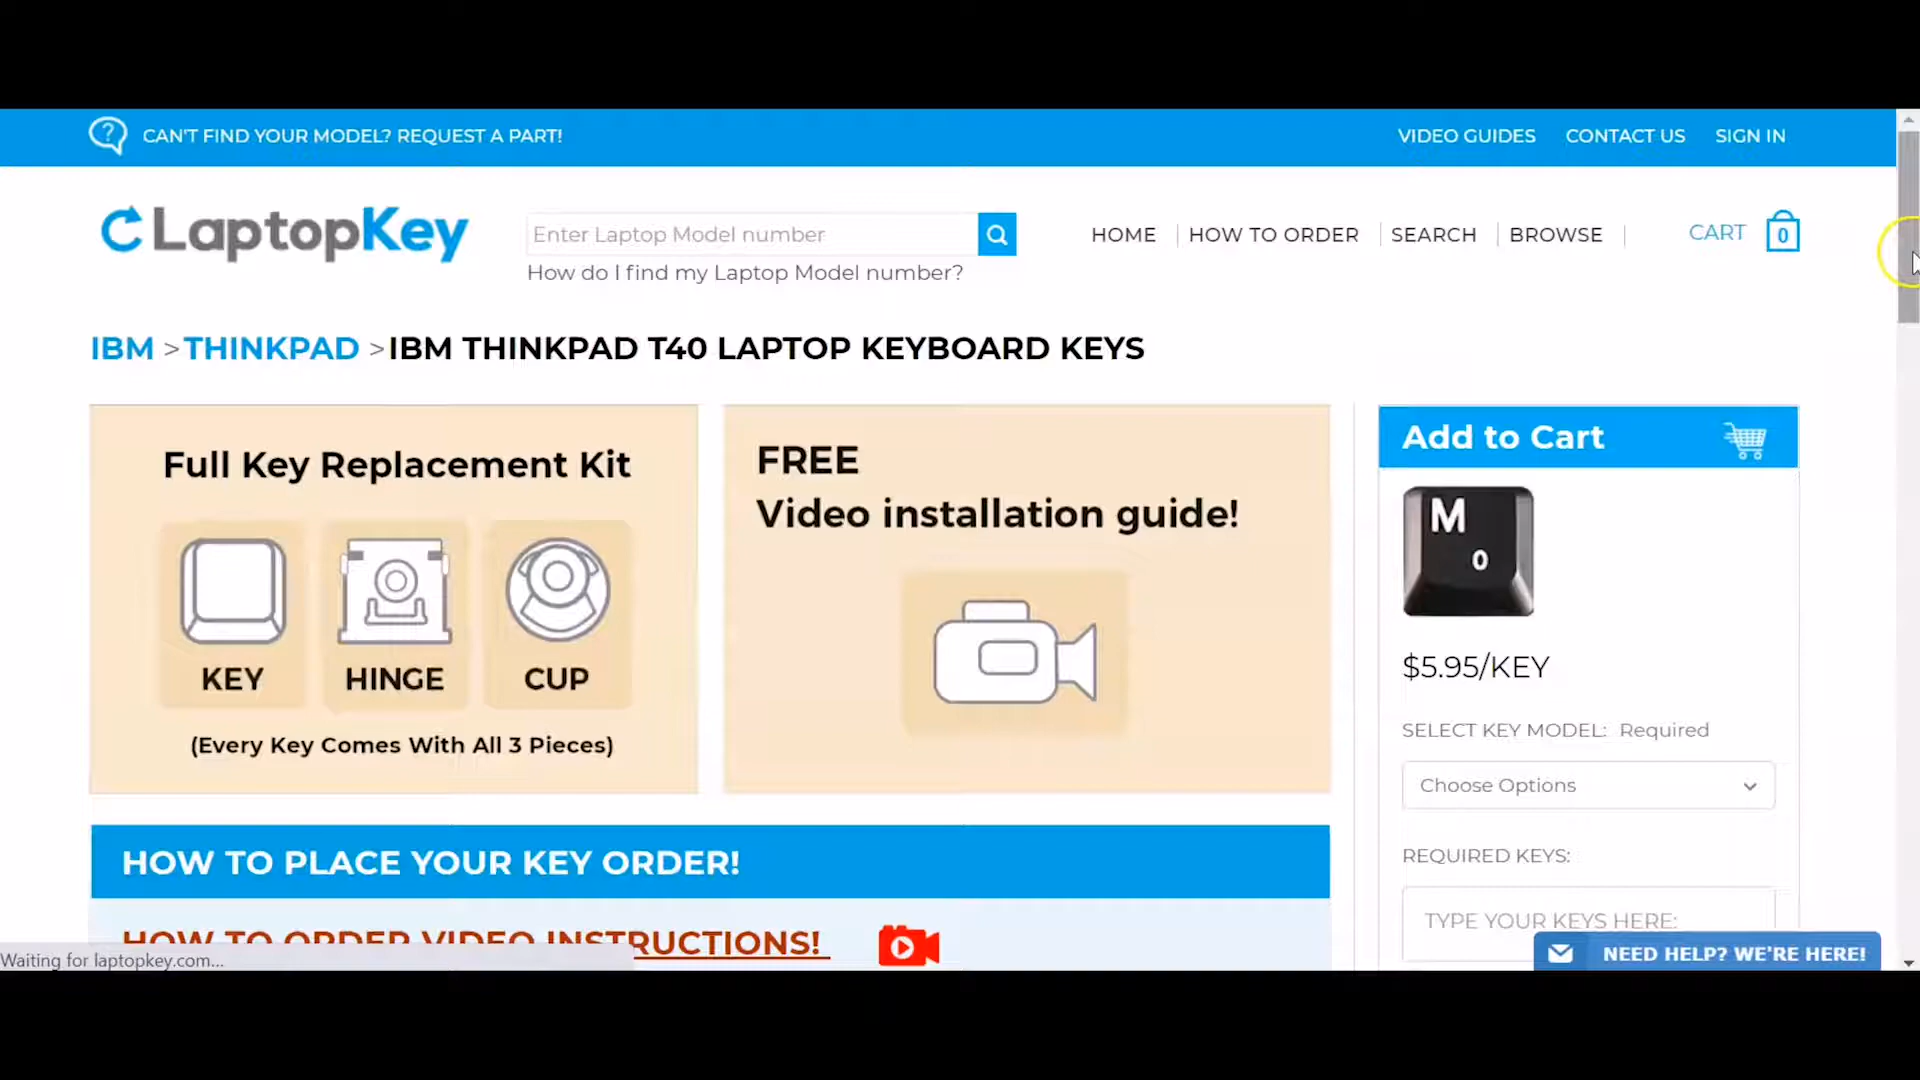 CAN'T FIND YOUR MODEL? REQUEST A PART!
VIDEO GUIDES
CONTACT US
SIGN IN
LaptopKey
Enter Laptop Model number
How do I find my Laptop Model number?
HOME
HOW TO ORDER
SEARCH
BROWSE
CART
0
IBM > THINKPAD > IBM THINKPAD T40 LAPTOP KEYBOARD KEYS
Full Key Replacement Kit
KEY
HINGE
CUP
(Every Key Comes With All 3 Pieces)
FREE
Video installation guide!
Add to Cart
M
0
$5.95/KEY
SELECT KEY MODEL: Required
Choose Options
REQUIRED KEYS:
TYPE YOUR KEYS HERE:
HOW TO PLACE YOUR KEY ORDER!
HOW TO ORDER VIDEO INSTRUCTIONS!
Waiting for laptopkey.com...
NEED HELP? WE'RE HERE!